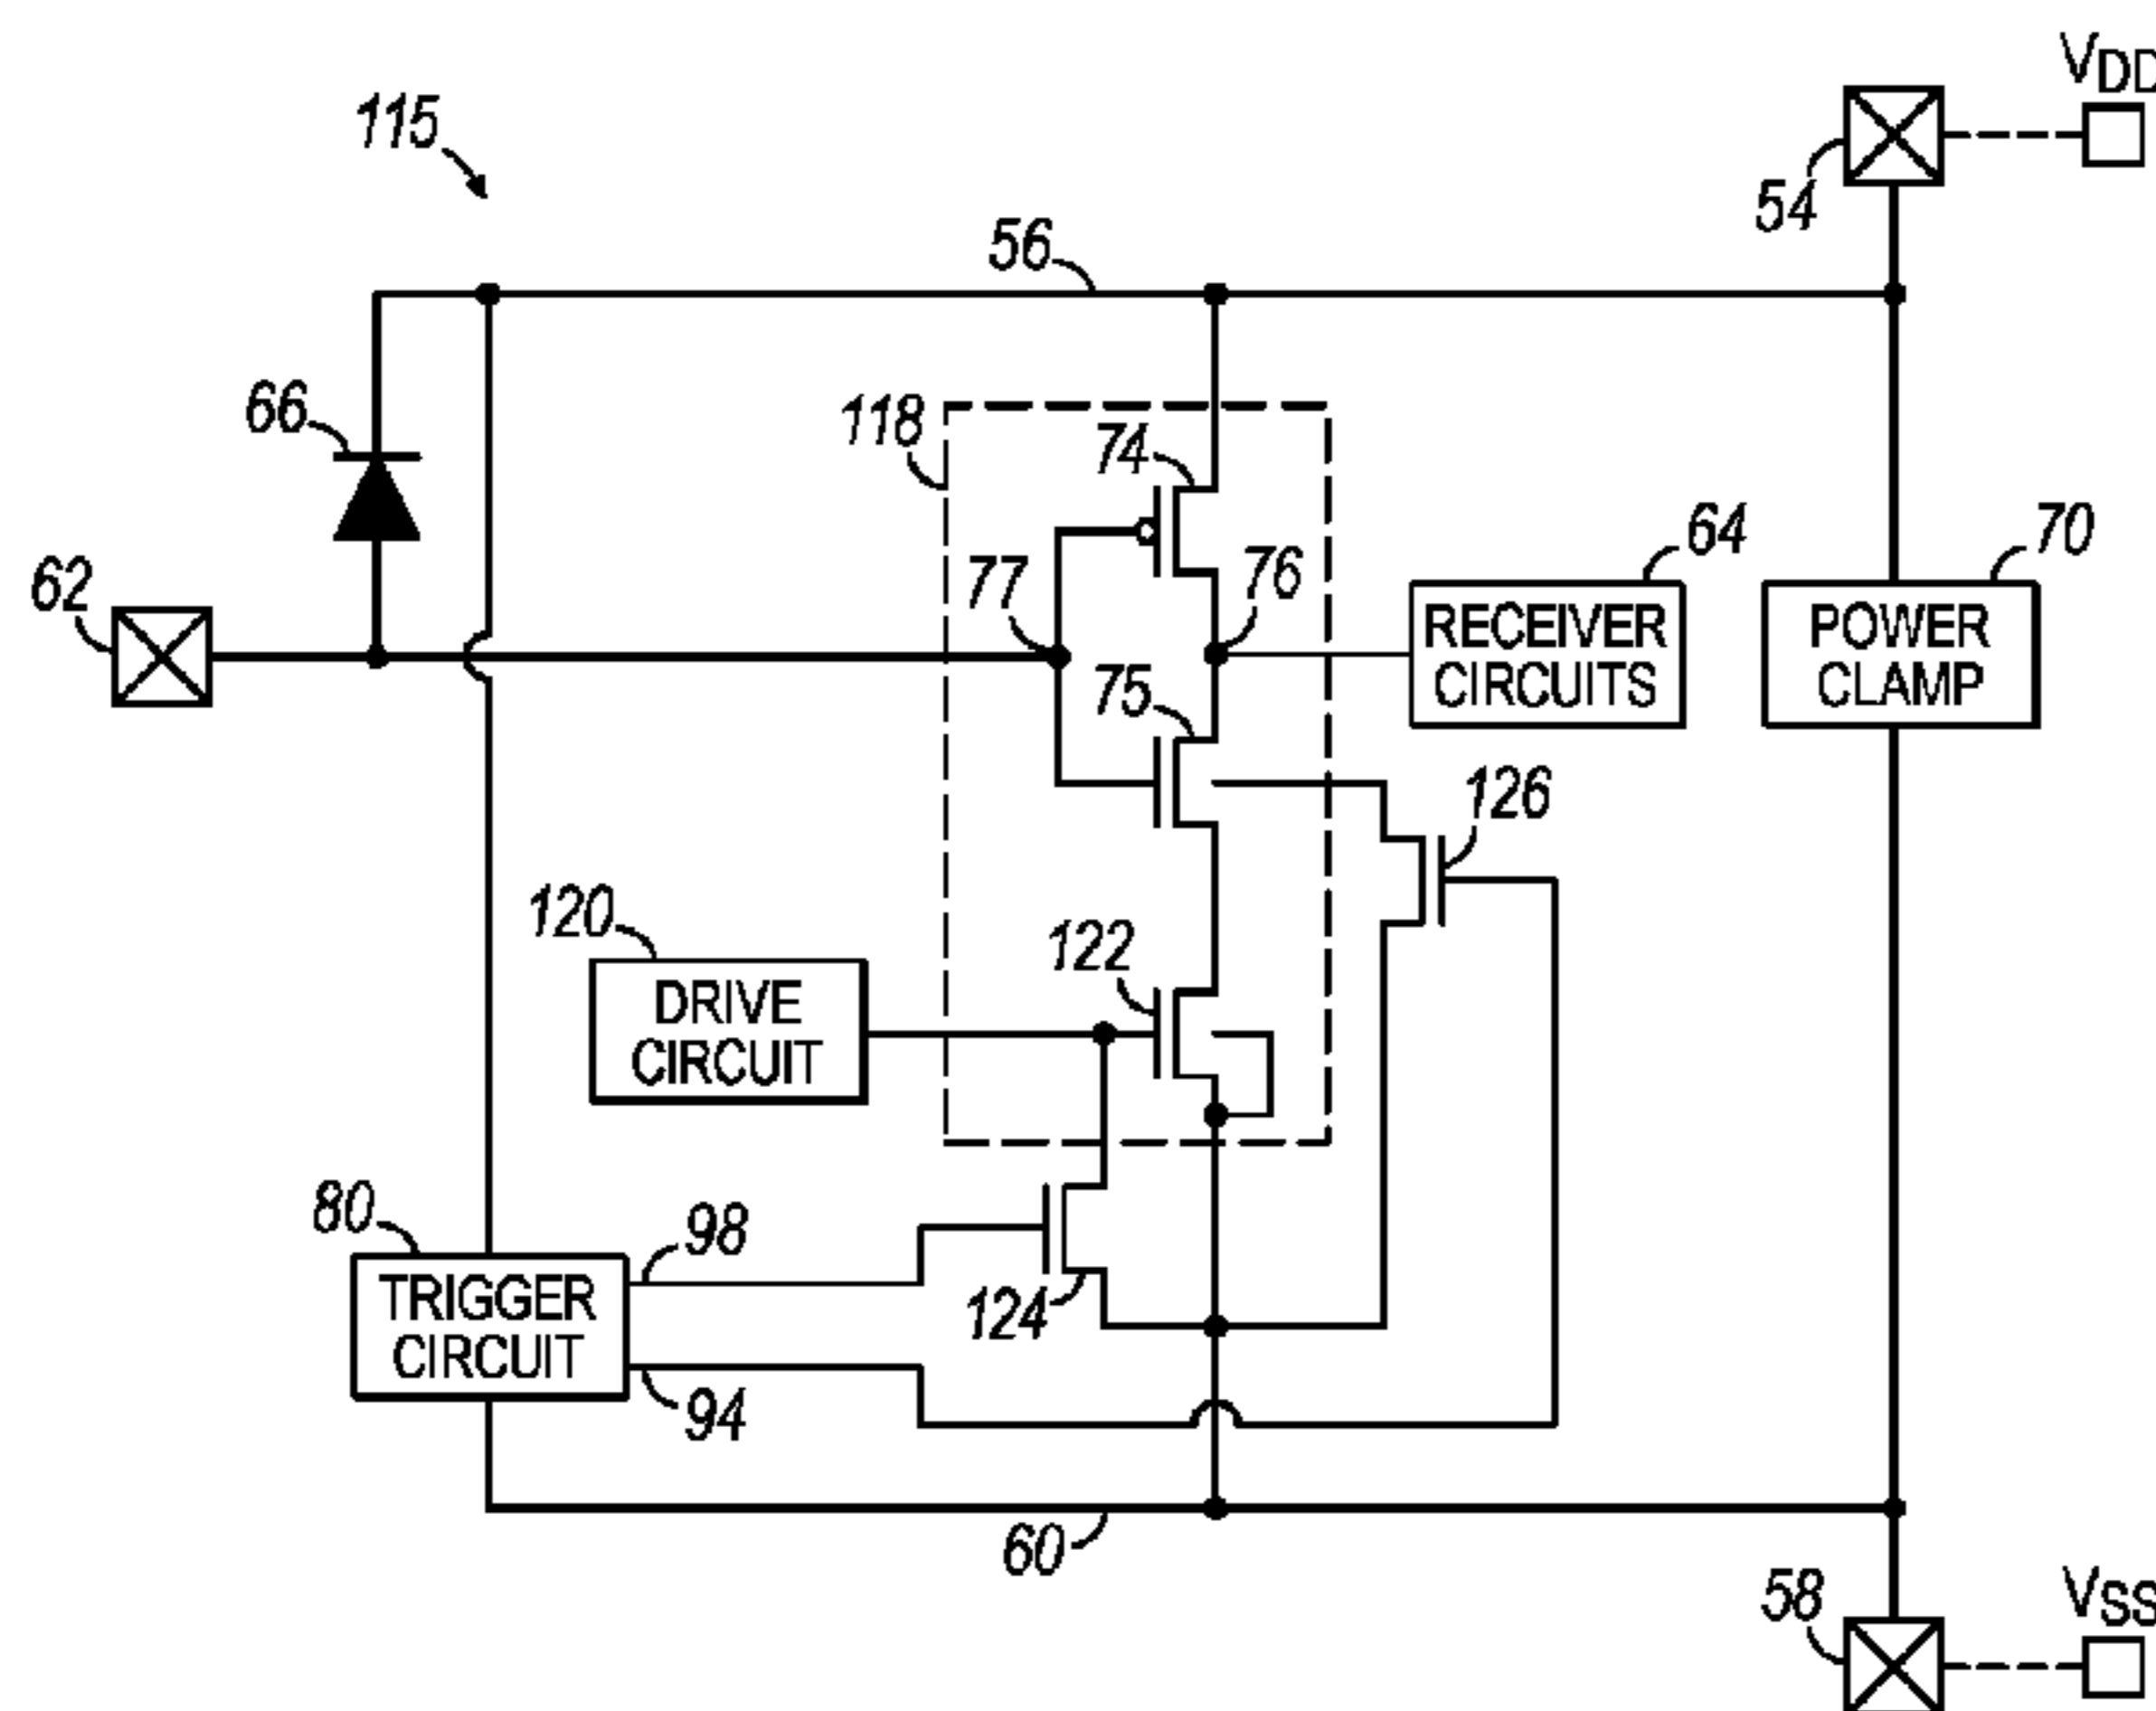 VDD
115
54
56
66
118
74
64
70
62
77
76
RECEIVER
CIRCUITS
POWER
CLAMP
75
126
120
122
DRIVE
CIRCUIT
80
98
TRIGGER
CIRCUIT
124
94
60
58
VSS